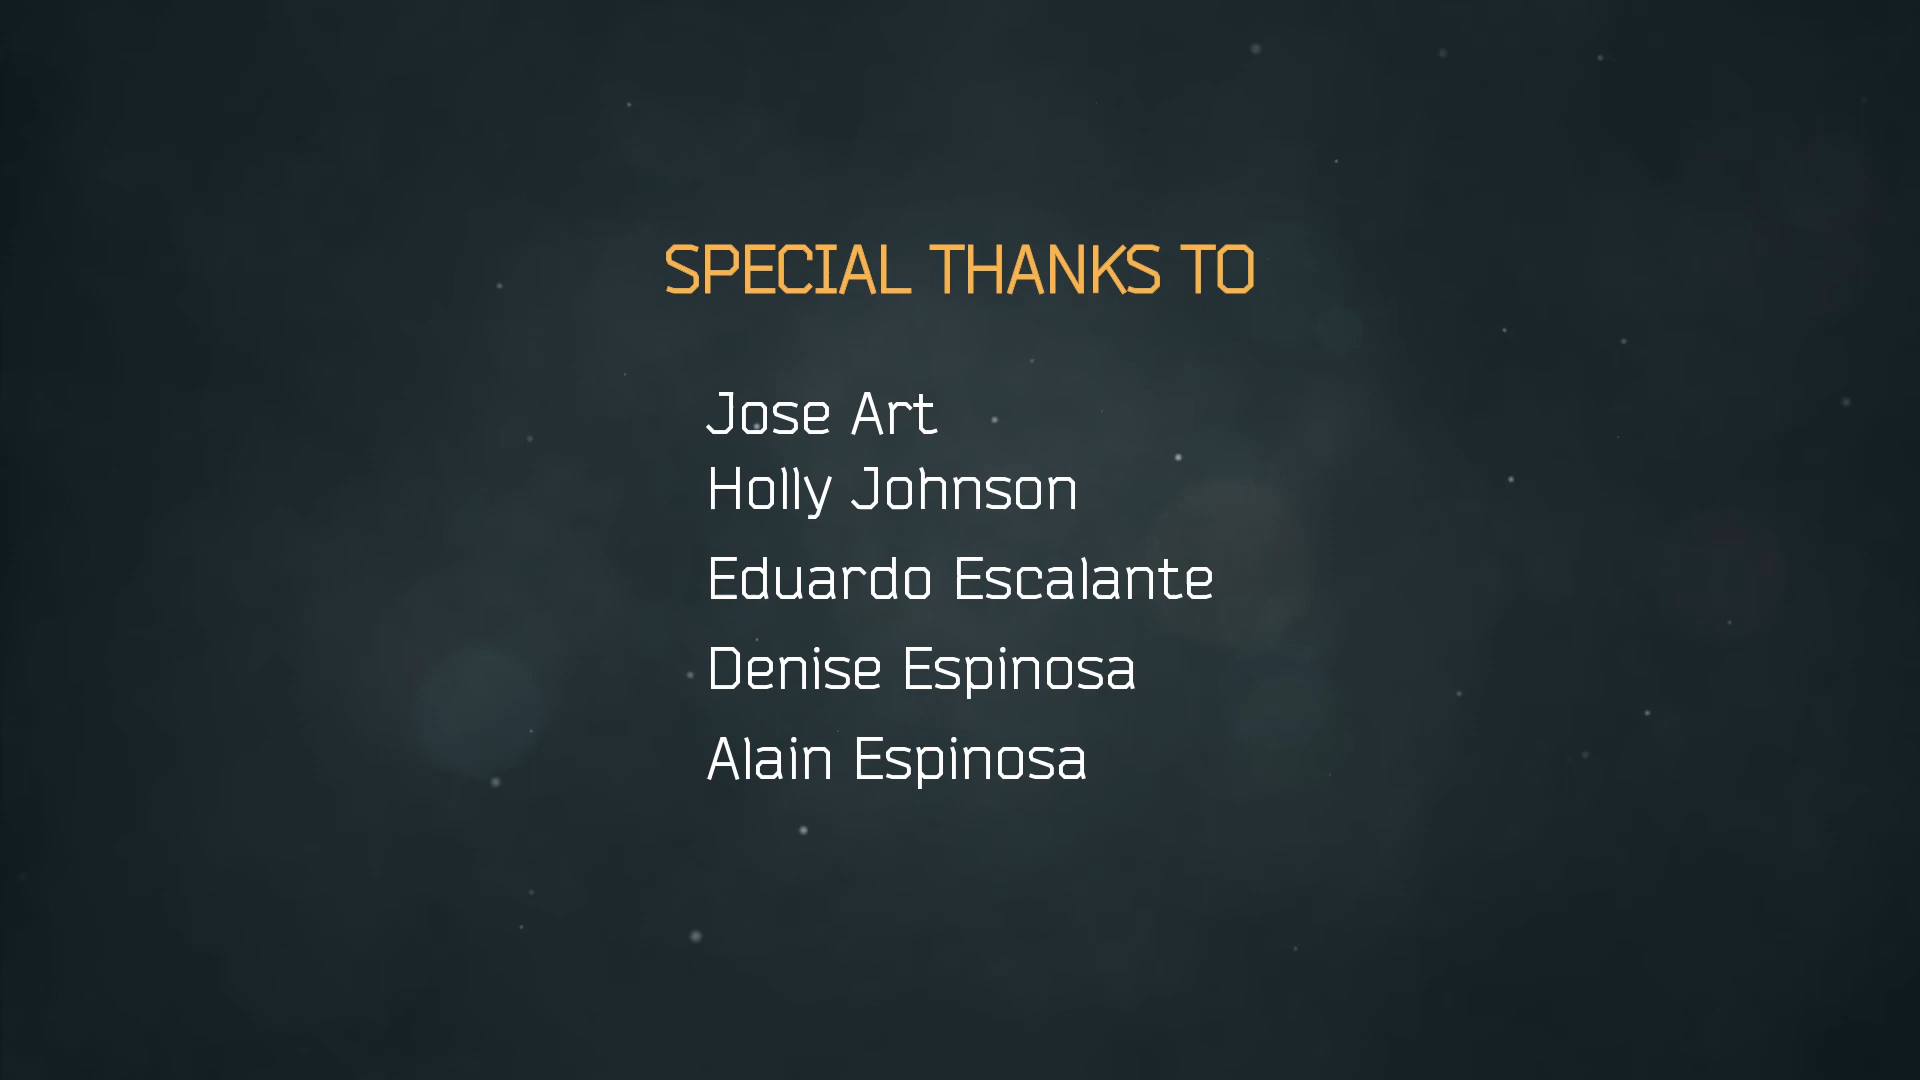 SPECIAL THANKS TO
Jose Art
Holly Johnson
Eduardo Escalante
Denise Espinosa
Alain Espinosa